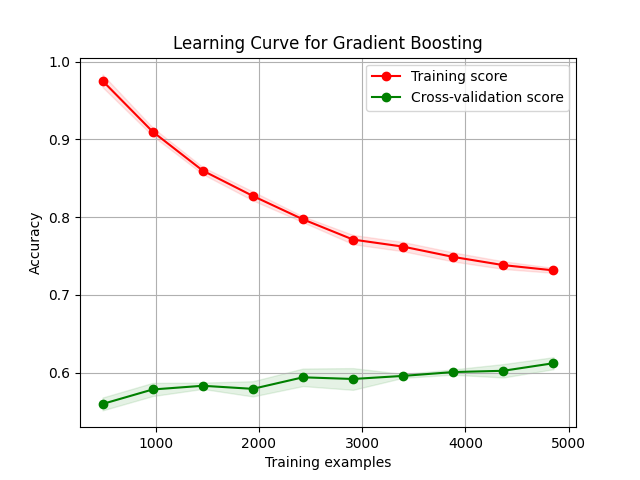 Learning Curve for Gradient Boosting
1.0
0.9
0.8
0.7
0.6
Accuracy
Training score
Cross-validation score
1000 2000 3000 4000 5000
Training examples